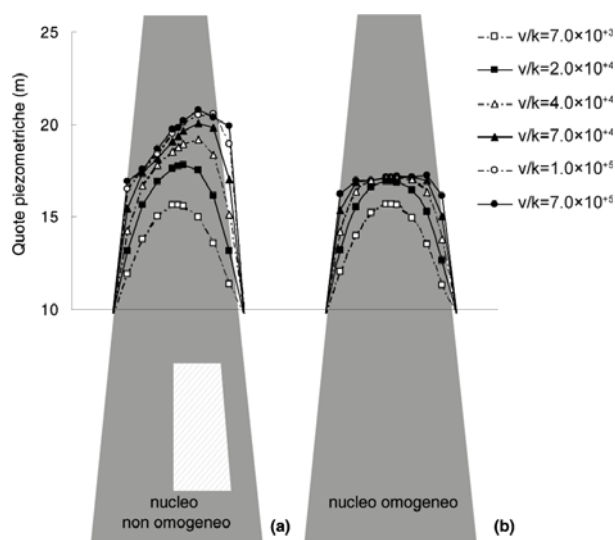 Quote piezometriche (m)
25
20
15
10
v/k=7.0×10⁺³
v/k=2.0×10⁺⁴
v/k=4.0×10⁺⁴
v/k=7.0×10⁺⁴
v/k=1.0×10⁺⁵
v/k=7.0×10⁺⁵
nucleo
non omogeneo
(a)
nucleo omogeneo
(b)